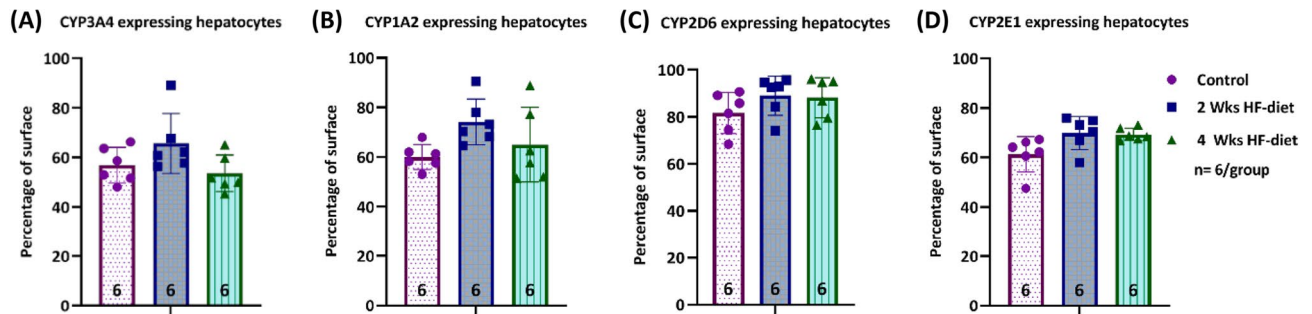 (A) CYP3A4 expressing hepatocytes
Percentage of surface
100
80
60
40
20
0
6 6 6
(B) CYP1A2 expressing hepatocytes
Percentage of surface
100
80
60
40
20
0
6 6 6
(C) CYP2D6 expressing hepatocytes
Percentage of surface
100
80
60
40
20
0
6 6 6
(D) CYP2E1 expressing hepatocytes
Percentage of surface
100
80
60
40
20
0
6 6 6
Control
2 Wks HF-diet
4 Wks HF-diet
n= 6/group